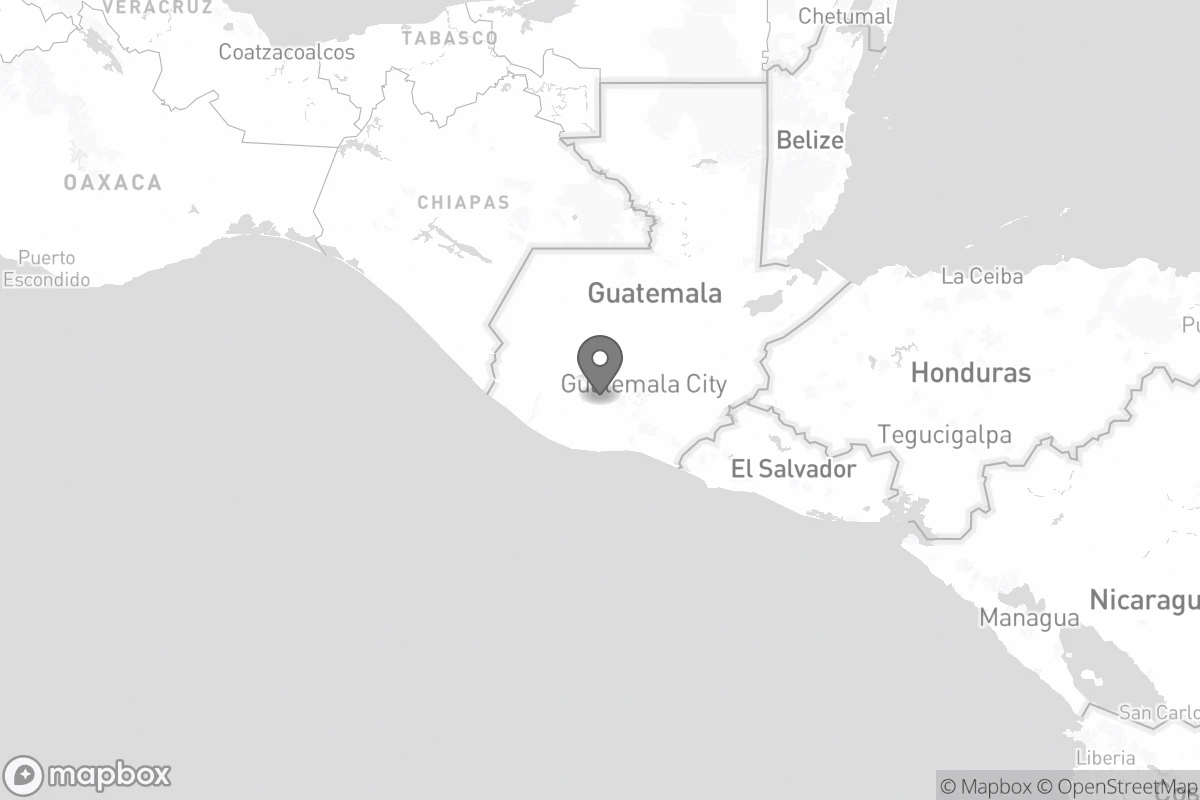 VERACRUZ
Chetumal
TABASCO
Coatzacoalcos
Belize
OAXACA
CHIAPAS
Puerto
Escondido
La Ceiba
Guatemala
Honduras
Guatemala City
Tegucigalpa
El Salvador
Nicaragu
Managua
San Carlo
Liberia
mapbox
© Mapbox © OpenStreetMap